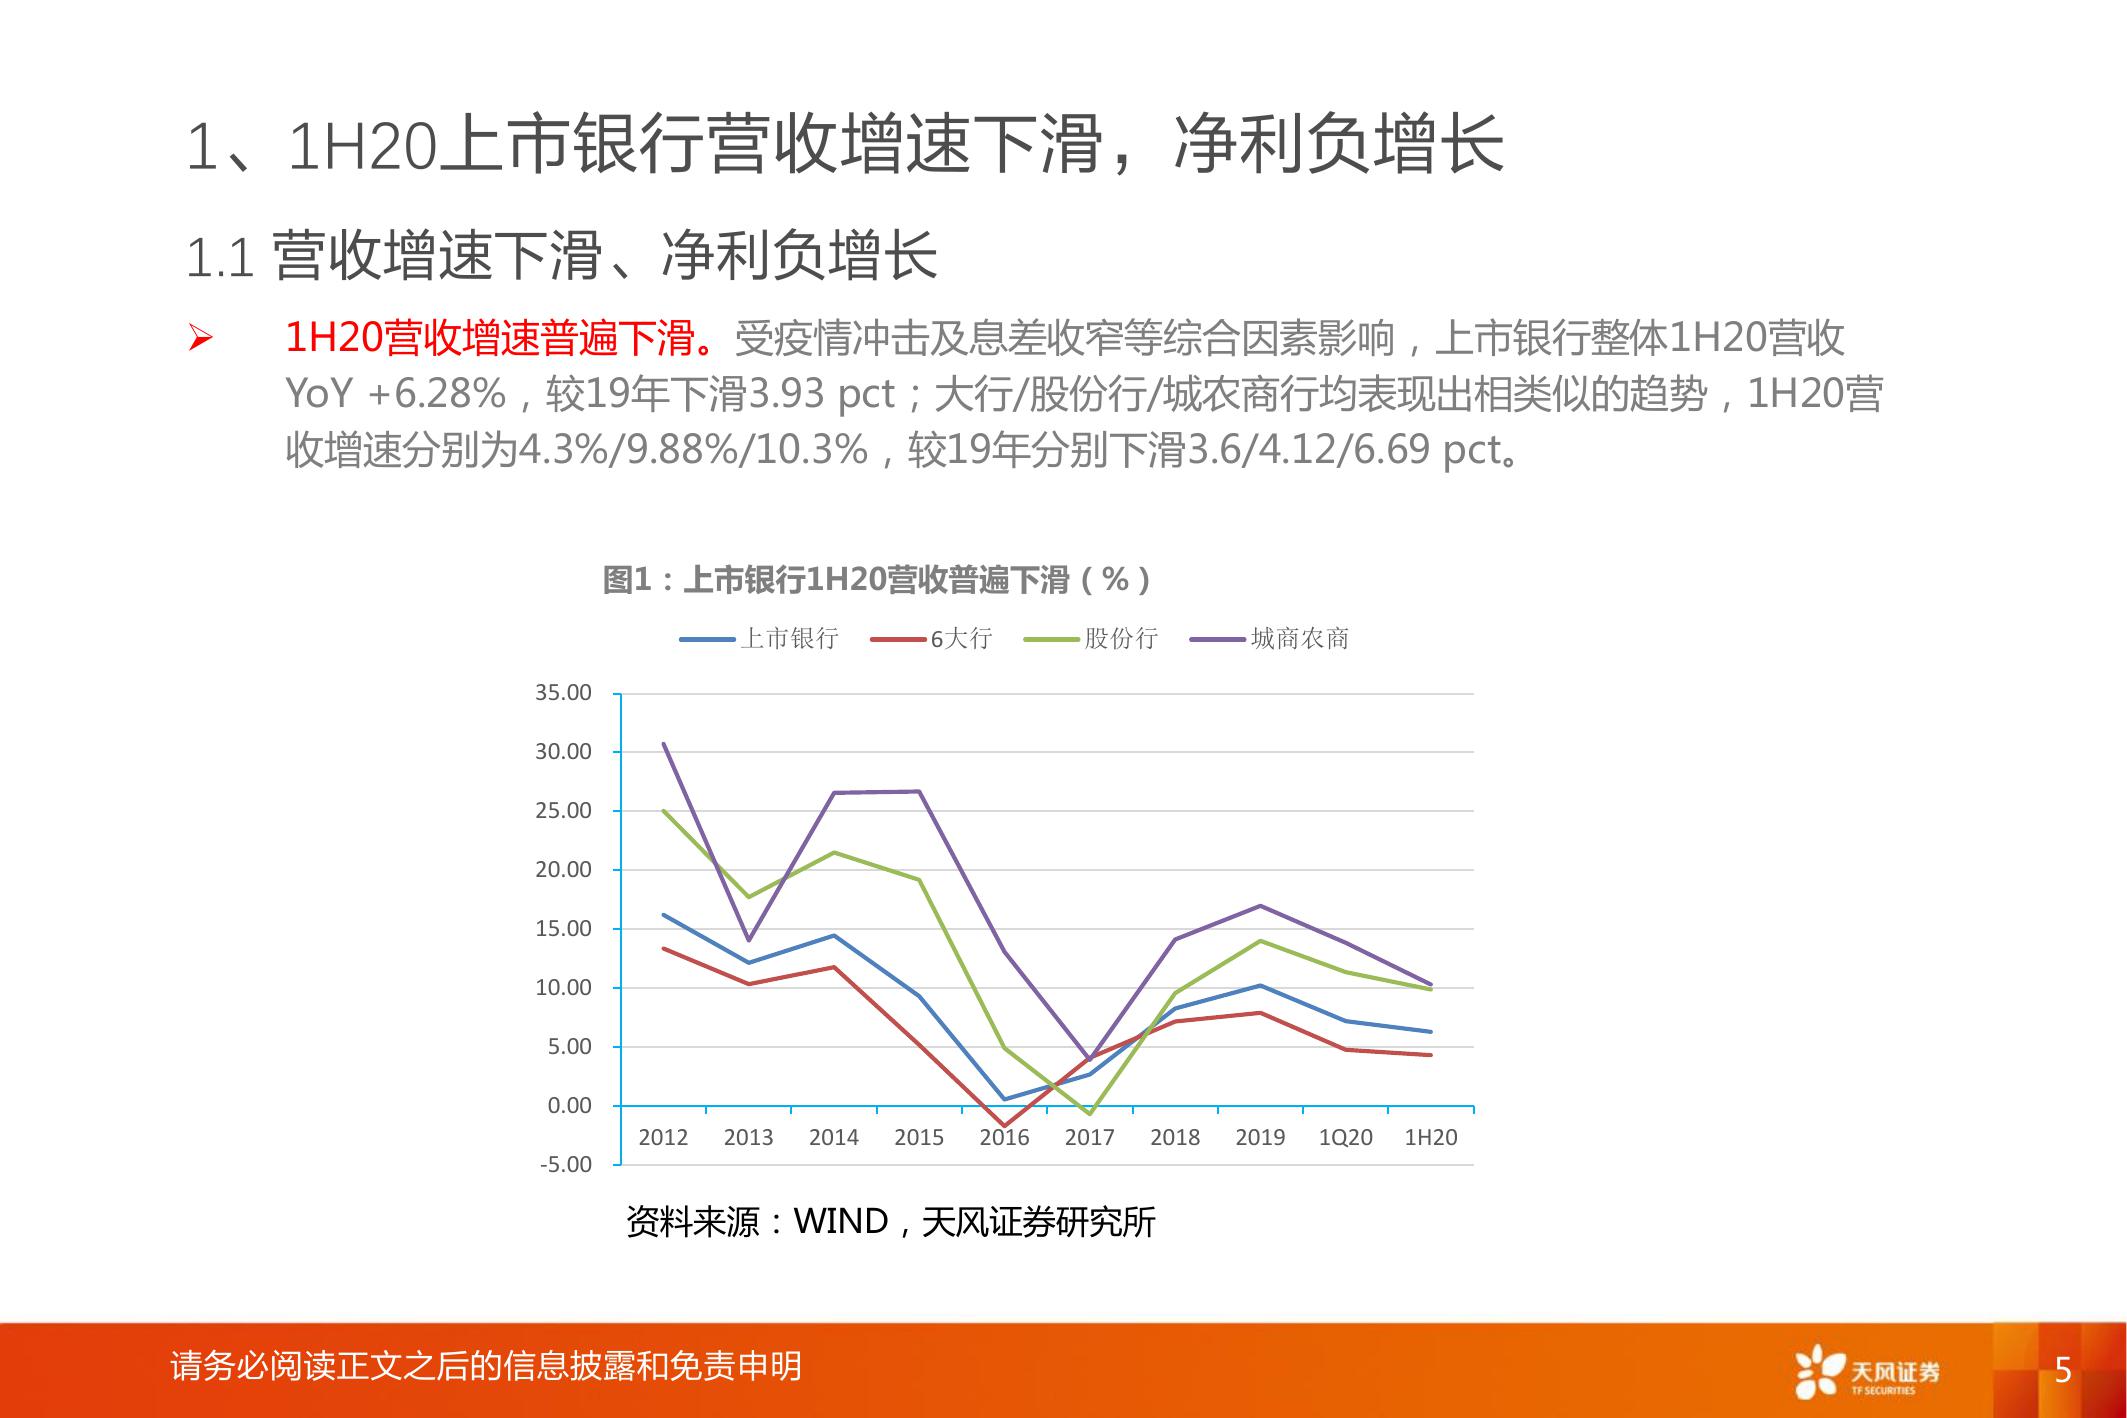 1、1H20上市银行营收增速下滑，净利负增长
1.1 营收增速下滑、净利负增长
1H20营收增速普遍下滑。受疫情冲击及息差收窄等综合因素影响，上市银行整体1H20营收
YoY +6.28%，较19年下滑3.93 pct；大行/股份行/城农商行均表现出相类似的趋势，1H20营
收增速分别为4.3%/9.88%/10.3%，较19年分别下滑3.6/4.12/6.69 pct。
图1：上市银行1H20营收普遍下滑（%）
上市银行 6大行 股份行 城商农商
35.00
30.00
25.00
20.00
15.00
10.00
5.00
0.00
2012 2013 2014 2015 2016 2017 2018 2019 1Q20 1H20
-5.00
资料来源：WIND，天风证券研究所
请务必阅读正文之后的信息披露和免责申明
天风证券
TF SECURITIES
5